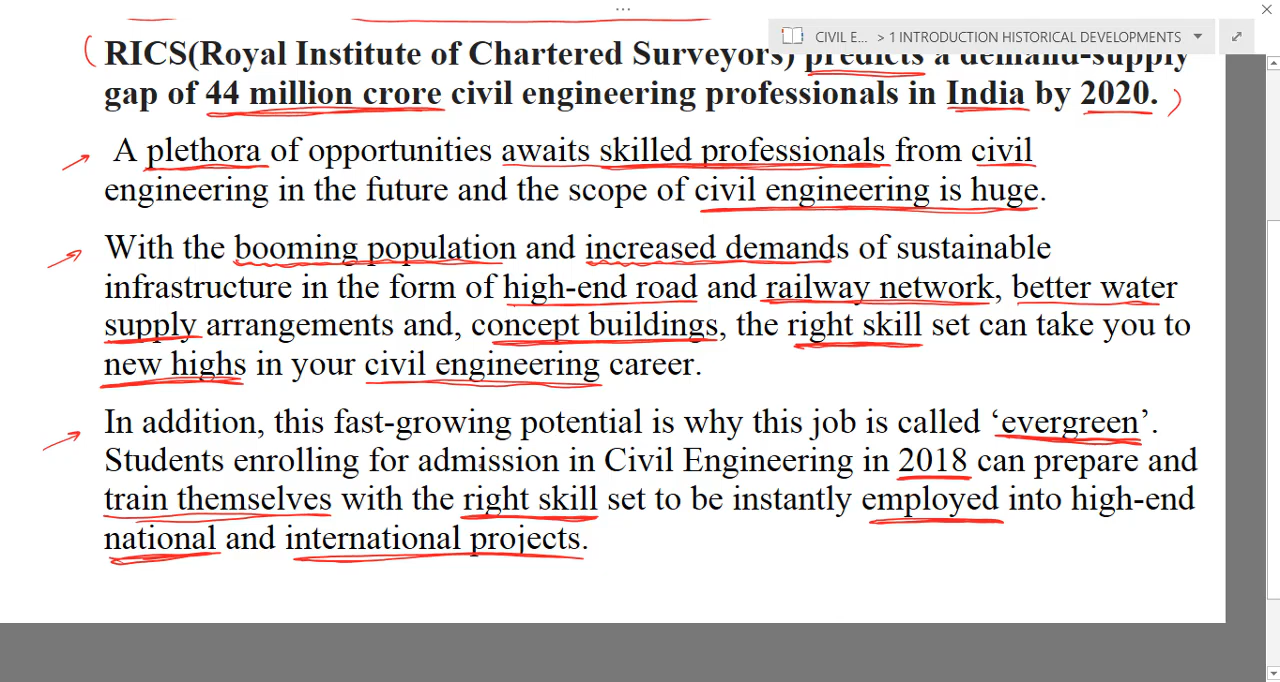 ...
CIVIL E... > 1 INTRODUCTION HISTORICAL DEVELOPMENTS
RICS(Royal Institute of Chartered Surveyors) predicts a demand-supply
gap of 44 million crore civil engineering professionals in India by 2020.
A plethora of opportunities awaits skilled professionals from civil
engineering in the future and the scope of civil engineering is huge.
With the booming population and increased demands of sustainable
infrastructure in the form of high-end road and railway network, better water
supply arrangements and, concept buildings, the right skill set can take you to
new highs in your civil engineering career.
In addition, this fast-growing potential is why this job is called ‘evergreen’.
Students enrolling for admission in Civil Engineering in 2018 can prepare and
train themselves with the right skill set to be instantly employed into high-end
national and international projects.